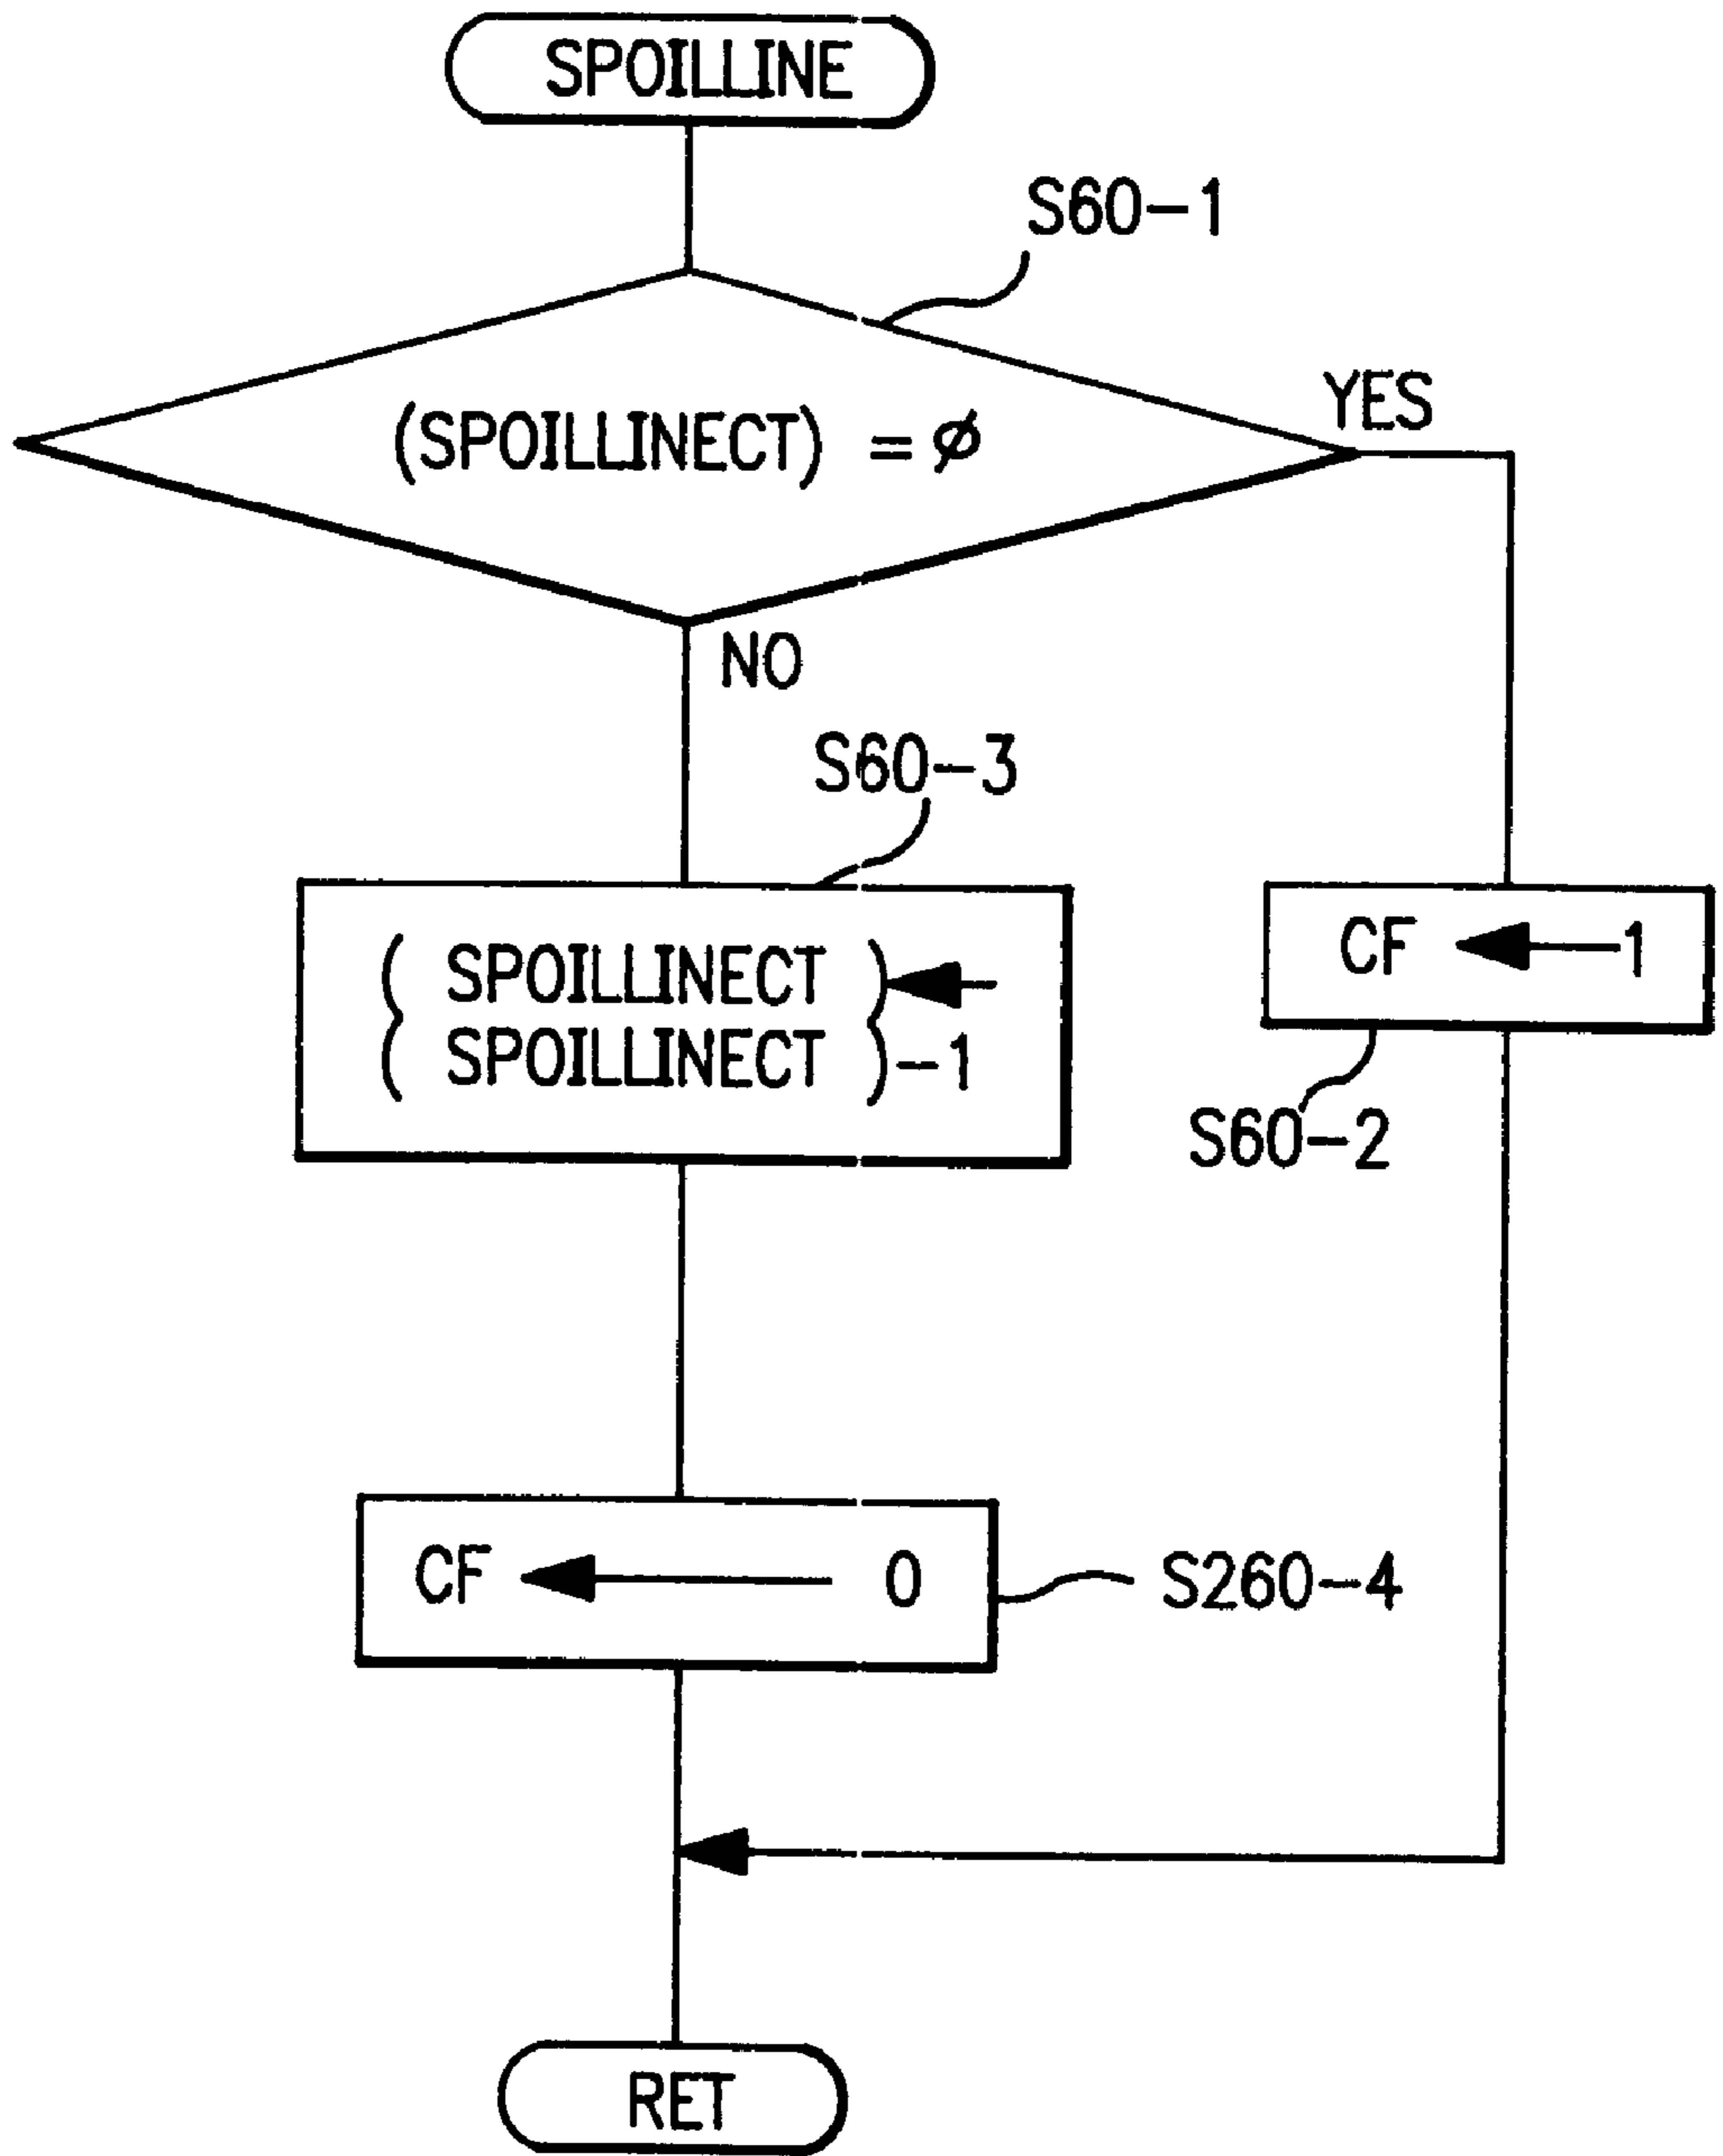 SPOILLINE
S60-1
(SPOILLINECT) = ø
YES
NO
S60-3
( SPOILLINECT ) ←
( SPOILLINECT ) -1
CF ← 1
S60-2
CF ← 0
S260-4
RET